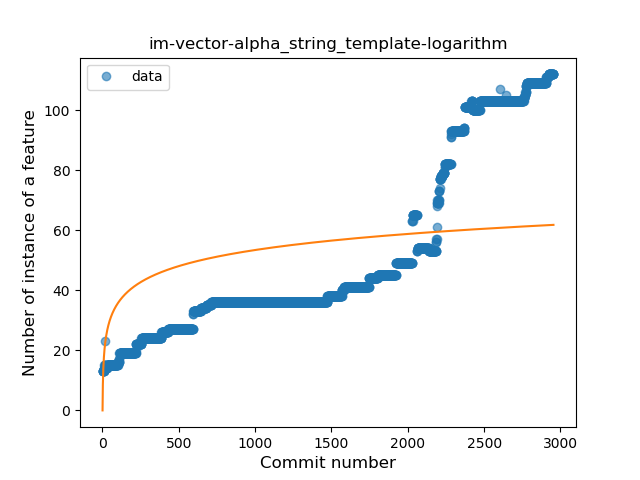 im-vector-alpha_string_template-logarithm
data
Number of instance of a feature
100
80
60
40
20
0
0 500 1000 1500 2000 2500 3000
Commit number